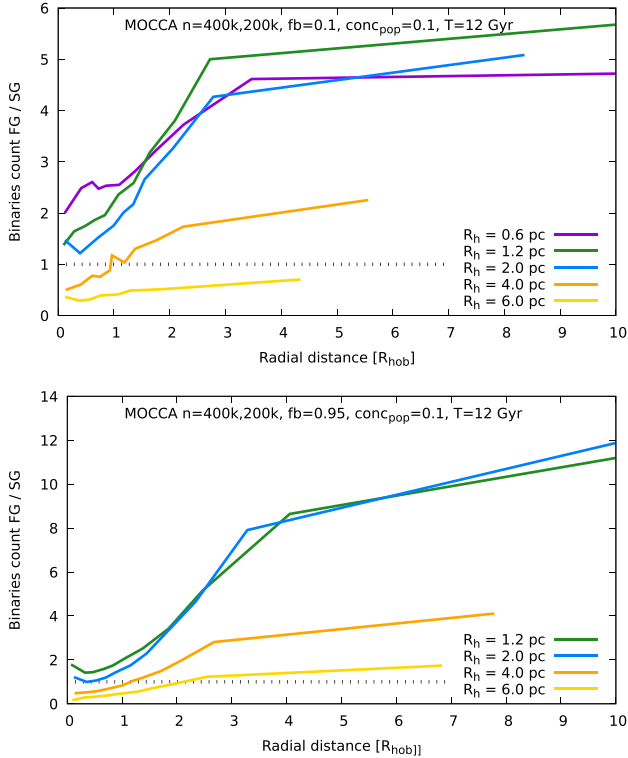 MOCCA n=400k,200k, fb=0.1, conc_pop=0.1, T=12 Gyr
Binaries count FG / SG
6
5
4
3
2
1
0
R_h = 0.6 pc
R_h = 1.2 pc
R_h = 2.0 pc
R_h = 4.0 pc
R_h = 6.0 pc
0 1 2 3 4 5 6 7 8 9 10
Radial distance [R_hob]
MOCCA n=400k,200k, fb=0.95, conc_pop=0.1, T=12 Gyr
Binaries count FG / SG
14
12
10
8
6
4
2
0
R_h = 1.2 pc
R_h = 2.0 pc
R_h = 4.0 pc
R_h = 6.0 pc
0 1 2 3 4 5 6 7 8 9 10
Radial distance [R_hob]]